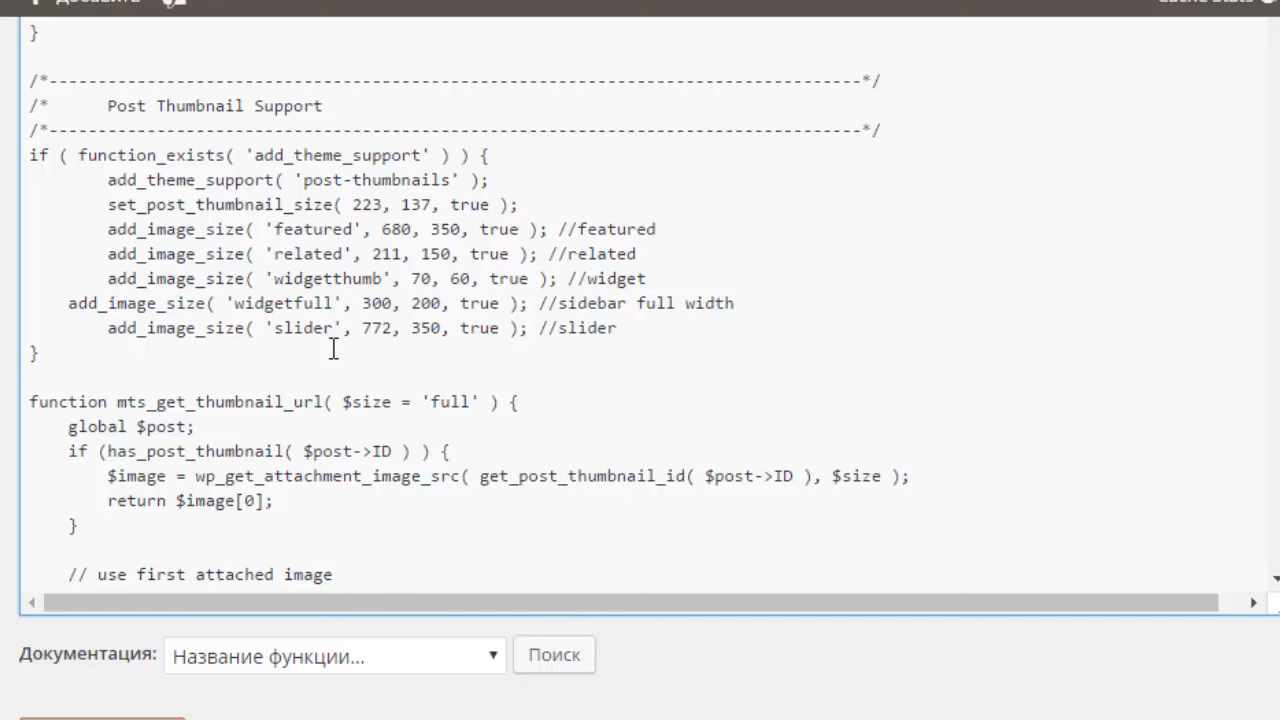 Добавить
Cache Stats
}
/*-----------------------------------------------------------------------------------*/
/*	Post Thumbnail Support
/*-----------------------------------------------------------------------------------*/
if ( function_exists( 'add_theme_support' ) ) {
	add_theme_support( 'post-thumbnails' );
	set_post_thumbnail_size( 223, 137, true );
	add_image_size( 'featured', 680, 350, true ); //featured
	add_image_size( 'related', 211, 150, true ); //related
	add_image_size( 'widgetthumb', 70, 60, true ); //widget
    add_image_size( 'widgetfull', 300, 200, true ); //sidebar full width
	add_image_size( 'slider', 772, 350, true ); //slider
}
function mts_get_thumbnail_url( $size = 'full' ) {
    global $post;
    if (has_post_thumbnail( $post->ID ) ) {
        $image = wp_get_attachment_image_src( get_post_thumbnail_id( $post->ID ), $size );
        return $image[0];
    }
    // use first attached image
Документация:
Название функции...
Поиск